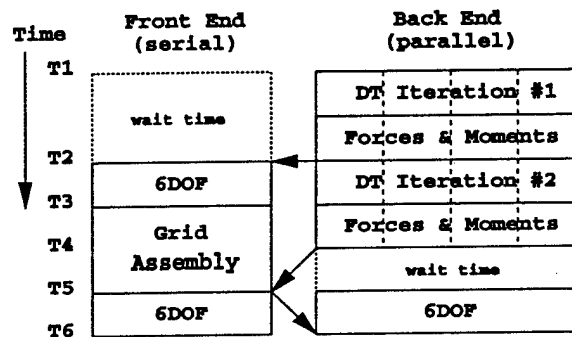 Front End
(serial)
Back End
(parallel)
Time
T1
T2
T3
T4
T5
T6
wait time
6DOF
Grid
Assembly
6DOF
DT Iteration #1
Forces & Moments
DT Iteration #2
Forces & Moments
wait time
6DOF